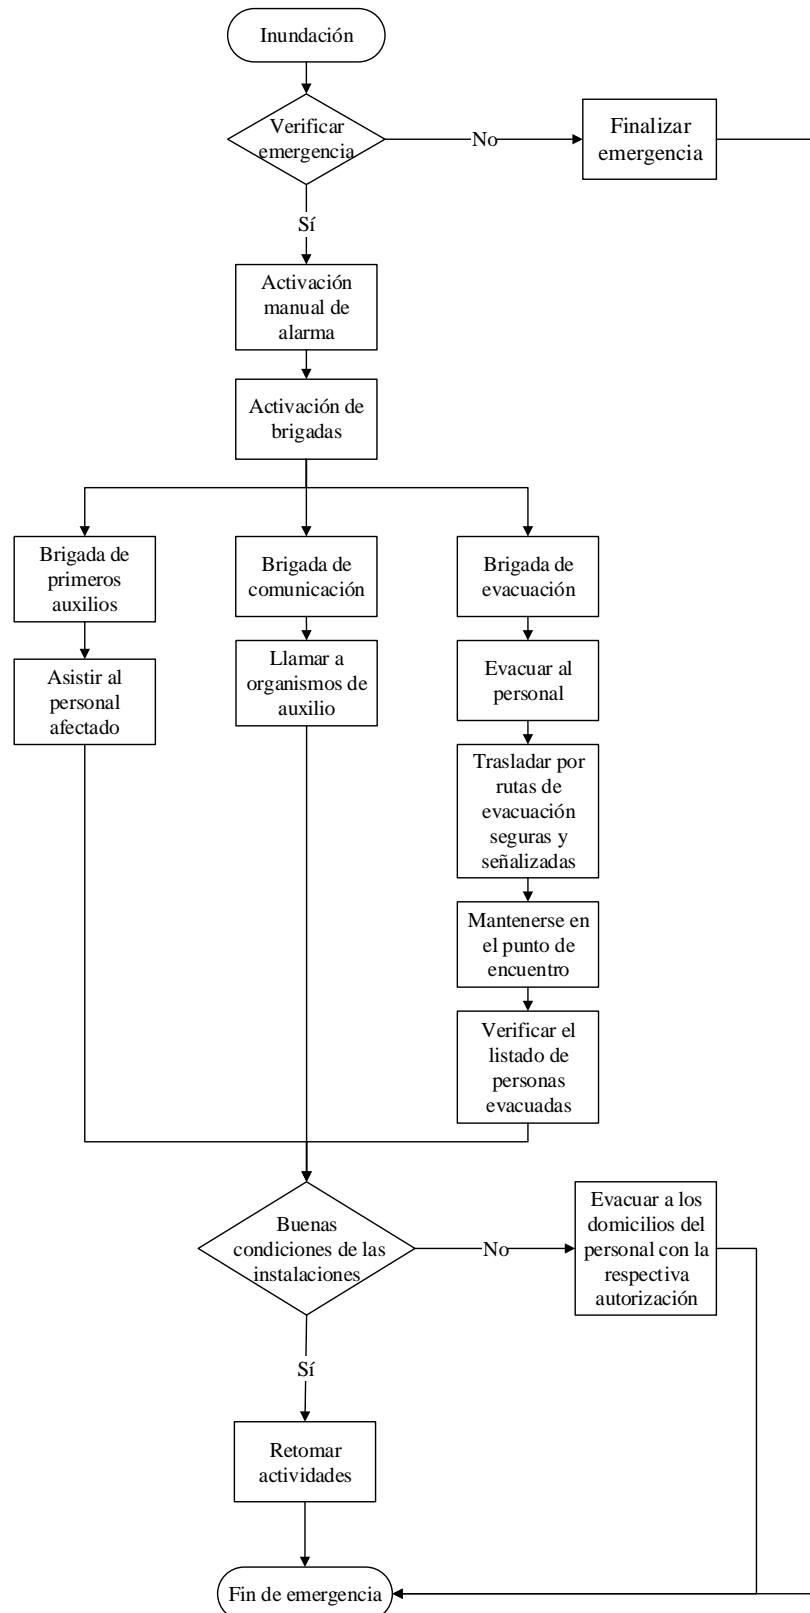 Inundación
Verificar
emergencia
No
Finalizar
emergencia
Sí
Activación
manual de
alarma
Activación de
brigadas
Brigada de
primeros
auxilios
Brigada de
comunicación
Brigada de
evacuación
Asistir al
personal
afectado
Llamar a
organismos de
auxilio
Evacuar al
personal
Trasladar por
rutas de
evacuación
seguras y
señalizadas
Mantenerse en
el punto de
encuentro
Verificar el
listado de
personas
evacuadas
Buenas
condiciones de las
instalaciones
No
Evacuar a los
domicilios del
personal con la
respectiva
autorización
Sí
Retomar
actividades
Fin de emergencia